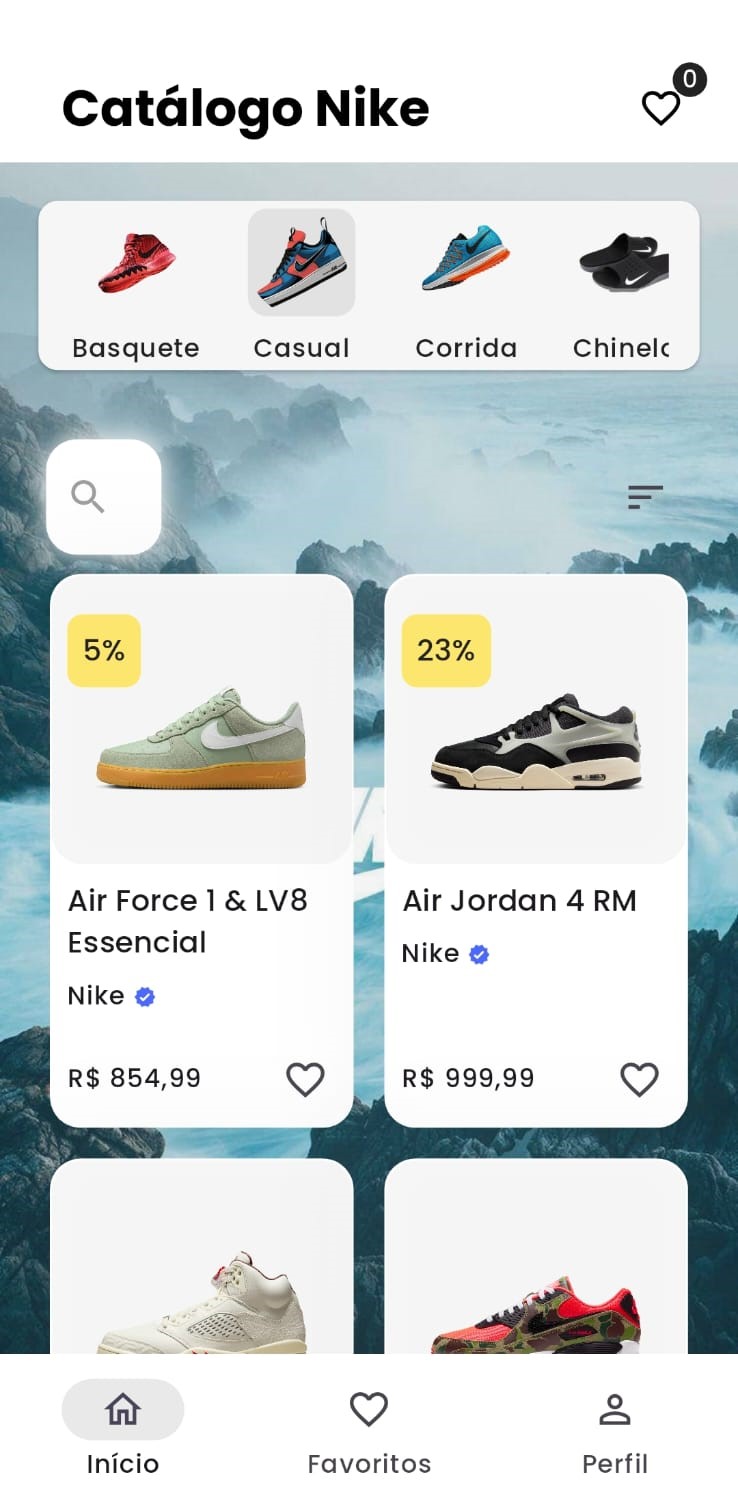 Catálogo Nike
0
Basquete
Casual
Corrida
Chinelo
5%
23%
Air Force 1 & LV8
Essencial
Nike
R$ 854,99
Air Jordan 4 RM
Nike
R$ 999,99
Início
Favoritos
Perfil